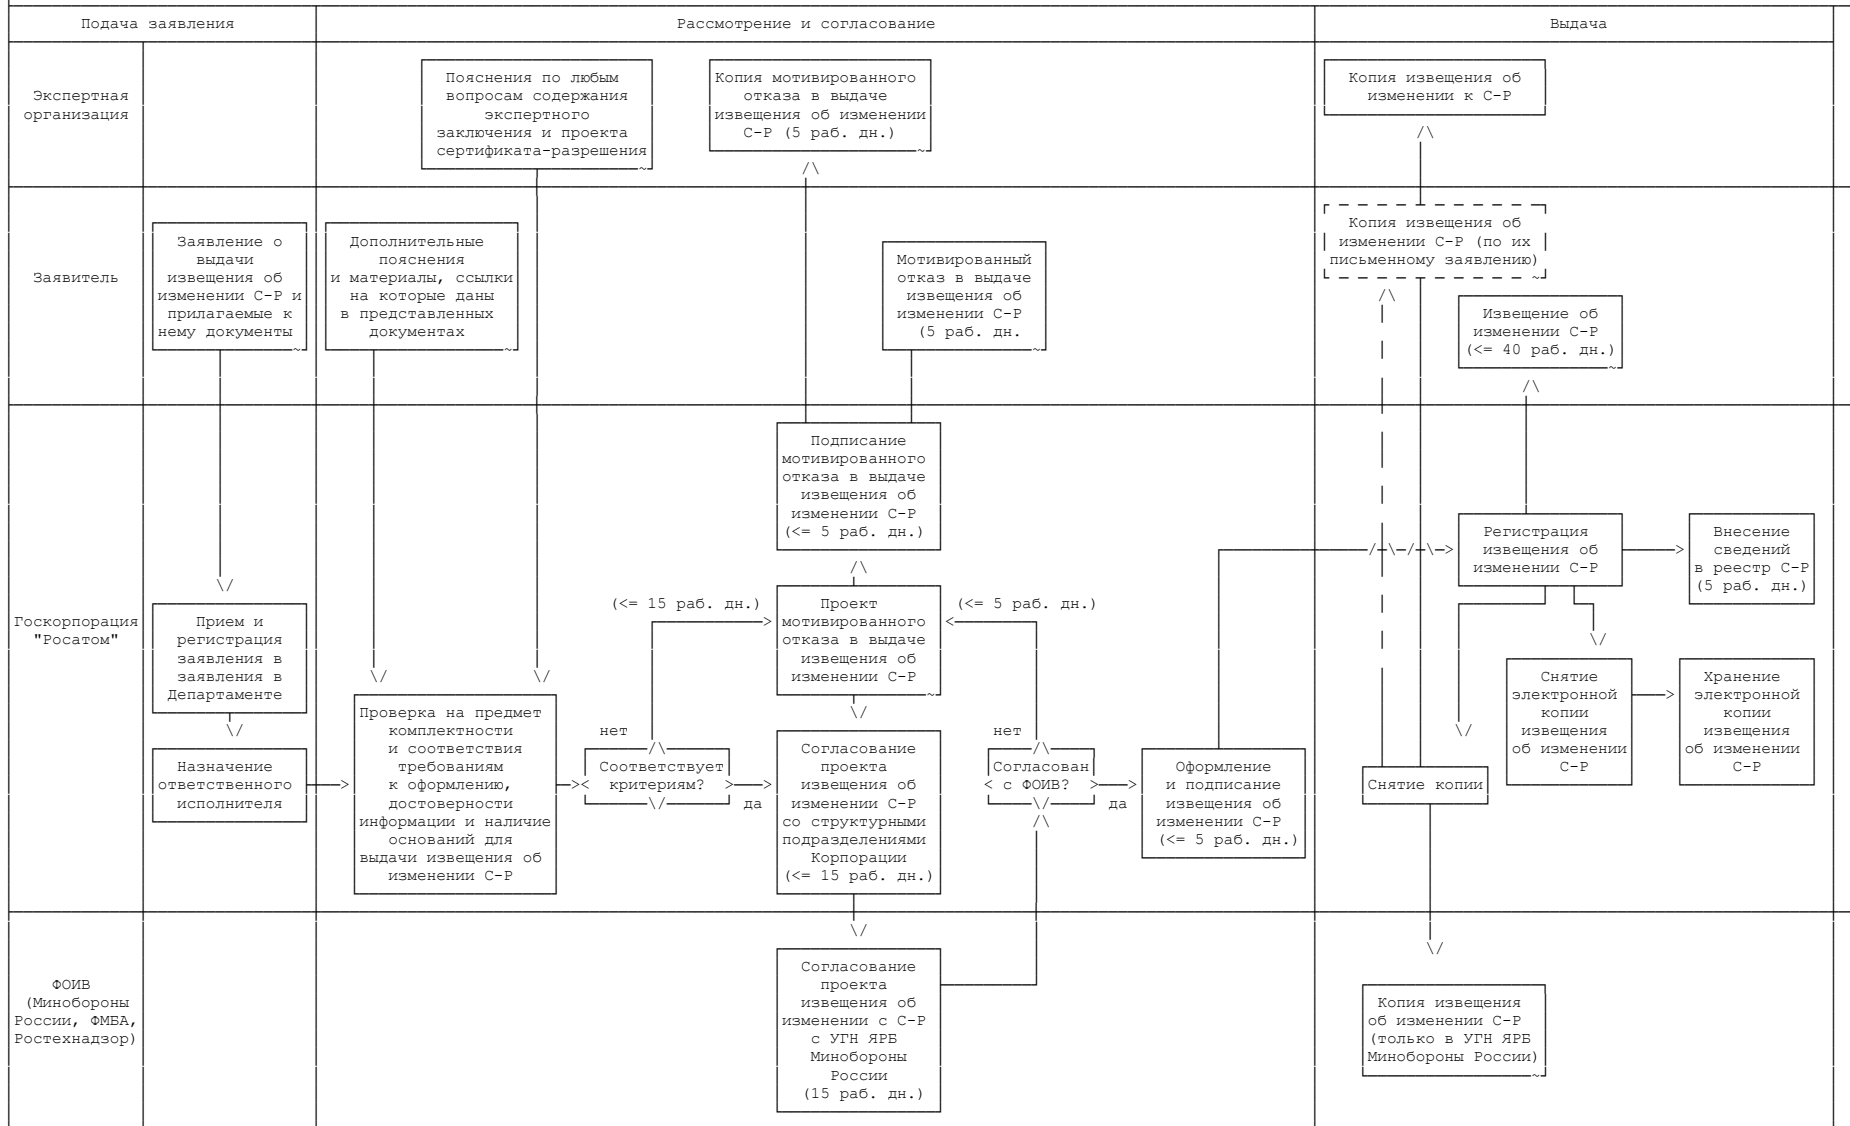 Подача заявления
Рассмотрение и согласование
Выдача
Экспертная
организация
Пояснения по любым
вопросам содержания
экспертного
заключения и проекта
сертификата-разрешения
Копия мотивированного
отказа в выдаче
извещения об изменении
С-Р (5 раб. дн.)
Копия извещения об
изменении к С-Р
Заявитель
Заявление о
выдачи
извещения об
изменении С-Р и
прилагаемые к
нему документы
Дополнительные
пояснения
и материалы, ссылки
на которые даны
в представленных
документах
Мотивированный
отказ в выдаче
извещения об
изменении С-Р
(5 раб. дн.
Копия извещения об
изменении С-Р (по их
письменному заявлению)
Извещение об
изменении С-Р
(<= 40 раб. дн.)
Госкорпорация
"Росатом"
Прием и
регистрация
заявления в
заявления в
Департаменте
Назначение
ответственного
исполнителя
Проверка на предмет
комплектности
и соответствия
требованиям
к оформлению,
достоверности
информации и наличие
оснований для
выдачи извещения об
изменении С-Р
нет
Соответствует
критериям?
да
(<= 15 раб. дн.)
Подписание
мотивированного
отказа в выдаче
извещения об
изменении С-Р
(<= 5 раб. дн.)
Проект
мотивированного
отказа в выдаче
извещения об
изменении С-Р
(<= 5 раб. дн.)
Согласование
проекта
извещения об
изменении С-Р
со структурными
подразделениями
Корпорации
(<= 15 раб. дн.)
нет
Согласован
с ФОИВ?
да
Оформление
и подписание
извещения об
изменении С-Р
(<= 5 раб. дн.)
Регистрация
извещения об
изменении С-Р
Внесение
сведений
в реестр С-Р
(5 раб. дн.)
Снятие
электронной
копии
извещения
об изменении
С-Р
Хранение
электронной
копии
извещения
об изменении
С-Р
Снятие копии
ФОИВ
(Минобороны
России, ФМБА,
Ростехнадзор)
Согласование
проекта
извещения об
изменении с С-Р
с УГН ЯРБ
Минобороны
России
(15 раб. дн.)
Копия извещения
об изменении С-Р
(только в УГН ЯРБ
Минобороны России)